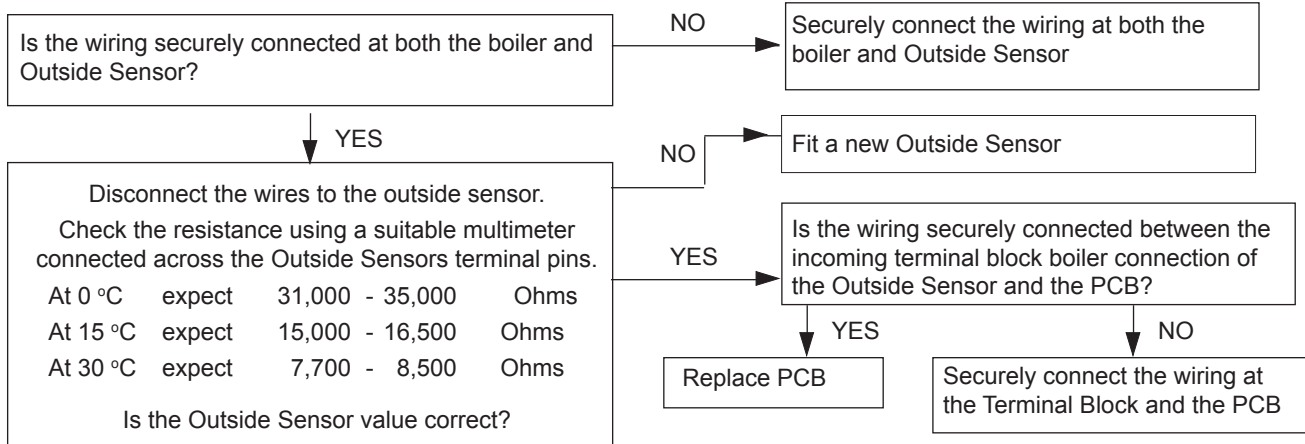 Is the wiring securely connected at both the boiler and
Outside Sensor?
NO
Securely connect the wiring at both the
boiler and Outside Sensor
YES
Disconnect the wires to the outside sensor.
Check the resistance using a suitable multimeter
connected across the Outside Sensors terminal pins.
At 0 °C expect 31,000 - 35,000 Ohms
At 15 °C expect 15,000 - 16,500 Ohms
At 30 °C expect 7,700 - 8,500 Ohms
Is the Outside Sensor value correct?
NO
Fit a new Outside Sensor
YES
Is the wiring securely connected between the
incoming terminal block boiler connection of
the Outside Sensor and the PCB?
YES
Replace PCB
NO
Securely connect the wiring at
the Terminal Block and the PCB